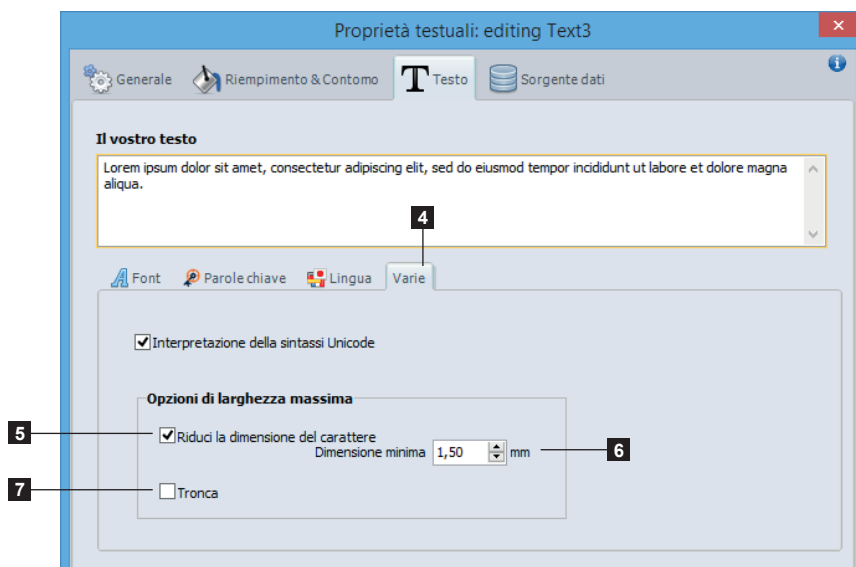 Proprietà testuali: editing Text3
Generale Riempimento & Contorno Testo Sorgente dati
Il vostro testo
Lorem ipsum dolor sit amet, consectetur adipiscing elit, sed do eiusmod tempor incididunt ut labore et dolore magna
aliqua.
4
Font Parole chiave Lingua Varie
Interpretazione della sintassi Unicode
Opzioni di larghezza massima
5 Riduci la dimensione del carattere
Dimensione minima 1,50 mm 6
7 Tronca